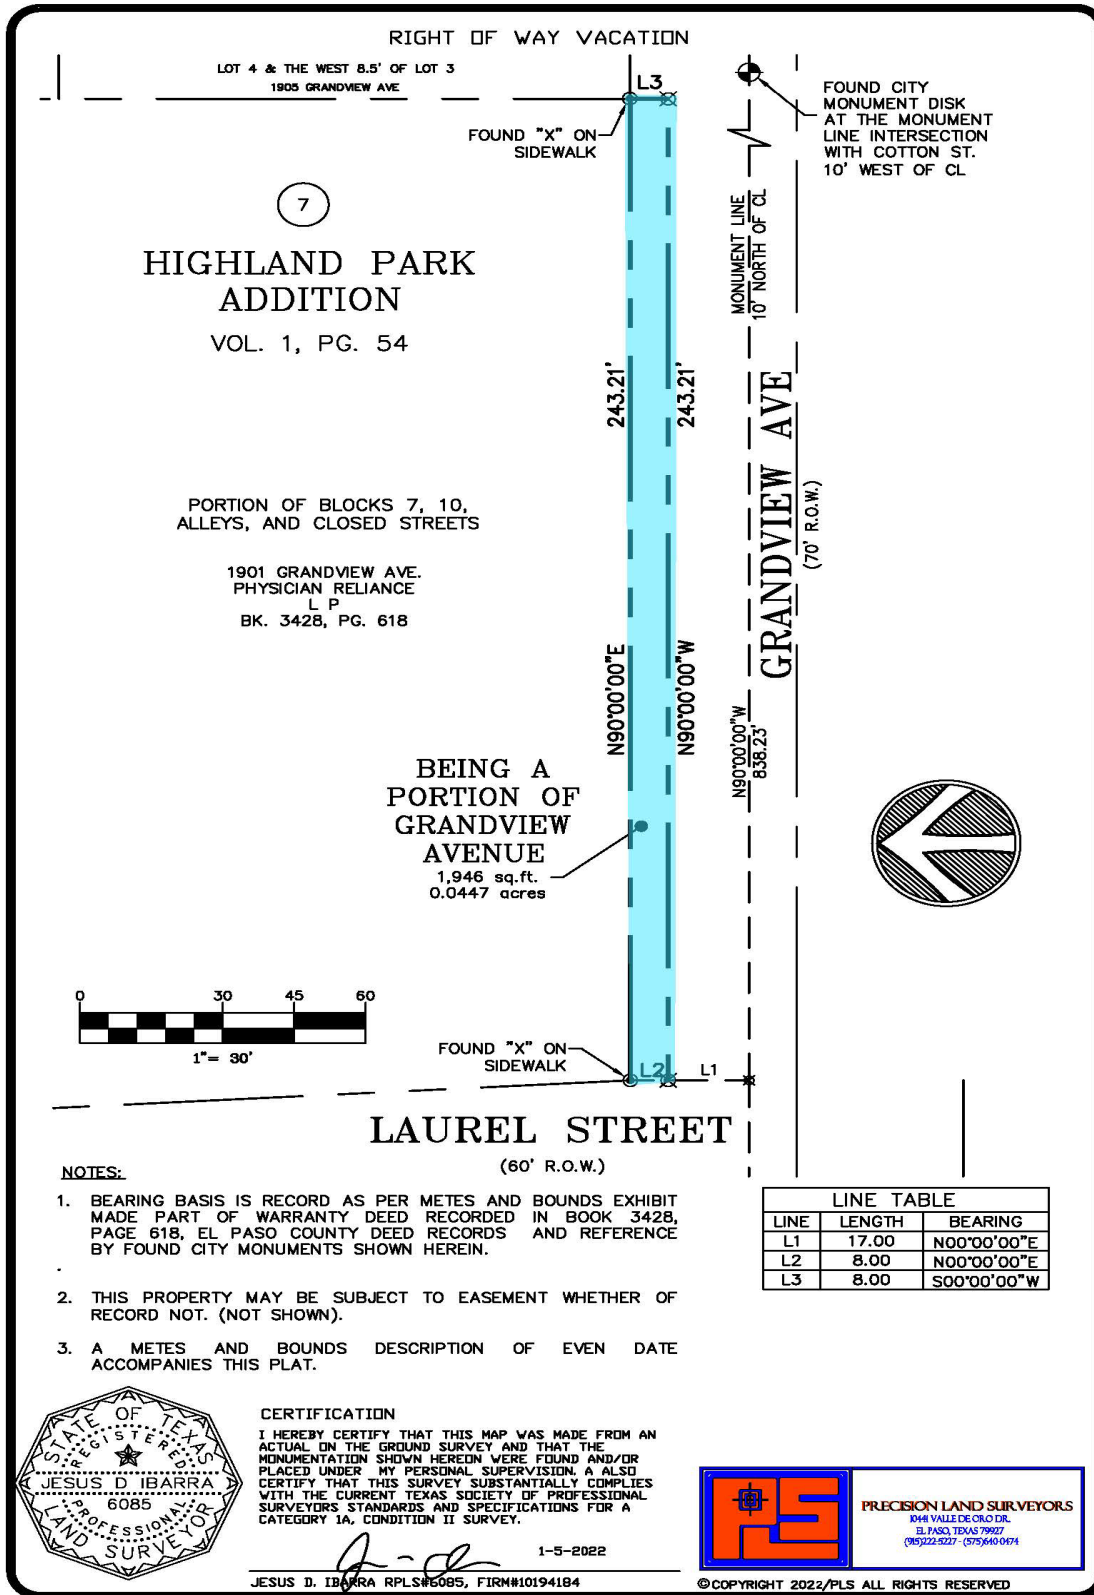 RIGHT OF WAY VACATION
LOT 4 & THE WEST 8.5' OF LOT 3
1905 GRANDVIEW AVE
L3
FOUND "X" ON
SIDEWALK
FOUND CITY
MONUMENT DISK
AT THE MONUMENT
LINE INTERSECTION
WITH COTTON ST.
10' WEST OF CL
7
HIGHLAND PARK
ADDITION
VOL. 1, PG. 54
MONUMENT LINE
10' NORTH OF CL
243.21'
243.21'
GRANDVIEW AVE
(70' R.O.W.)
PORTION OF BLOCKS 7, 10,
ALLEYS, AND CLOSED STREETS
1901 GRANDVIEW AVE.
PHYSICIAN RELIANCE
L P
BK. 3428, PG. 618
N90°00'00"E
N90°00'00"W
N90°00'00"W
838.23'
BEING A
PORTION OF
GRANDVIEW
AVENUE
1,946 sq.ft.
0.0447 acres
0 30 45 60
1"= 30'
FOUND "X" ON
SIDEWALK
L2
L1
LAUREL STREET
(60' R.O.W.)
NOTES:
1. BEARING BASIS IS RECORD AS PER METES AND BOUNDS EXHIBIT
MADE PART OF WARRANTY DEED RECORDED IN BOOK 3428,
PAGE 618, EL PASO COUNTY DEED RECORDS AND REFERENCE
BY FOUND CITY MONUMENTS SHOWN HEREIN.
.
2. THIS PROPERTY MAY BE SUBJECT TO EASEMENT WHETHER OF
RECORD NOT. (NOT SHOWN).
3. A METES AND BOUNDS DESCRIPTION OF EVEN DATE
ACCOMPANIES THIS PLAT.
LINE TABLE
LINE LENGTH BEARING
L1 17.00 N00°00'00"E
L2 8.00 N00°00'00"E
L3 8.00 S00°00'00"W
STATE OF TEXAS
REGISTERED
JESUS D IBARRA
6085
PROFESSIONAL
LAND SURVEYOR
CERTIFICATION
I HEREBY CERTIFY THAT THIS MAP WAS MADE FROM AN
ACTUAL ON THE GROUND SURVEY AND THAT THE
MONUMENTATION SHOWN HEREON WERE FOUND AND/OR
PLACED UNDER MY PERSONAL SUPERVISION. A ALSO
CERTIFY THAT THIS SURVEY SUBSTANTIALLY COMPLIES
WITH THE CURRENT TEXAS SOCIETY OF PROFESSIONAL
SURVEYORS STANDARDS AND SPECIFICATIONS FOR A
CATEGORY 1A, CONDITION II SURVEY.
1-5-2022
JESUS D. IBARRA RPLS#6085, FIRM#10194184
PLS
PRECISION LAND SURVEYORS
10441 VALLE DE ORO DR.
EL PASO, TEXAS 79927
(915)222-5227 - (575)640-0474
©COPYRIGHT 2022/PLS ALL RIGHTS RESERVED